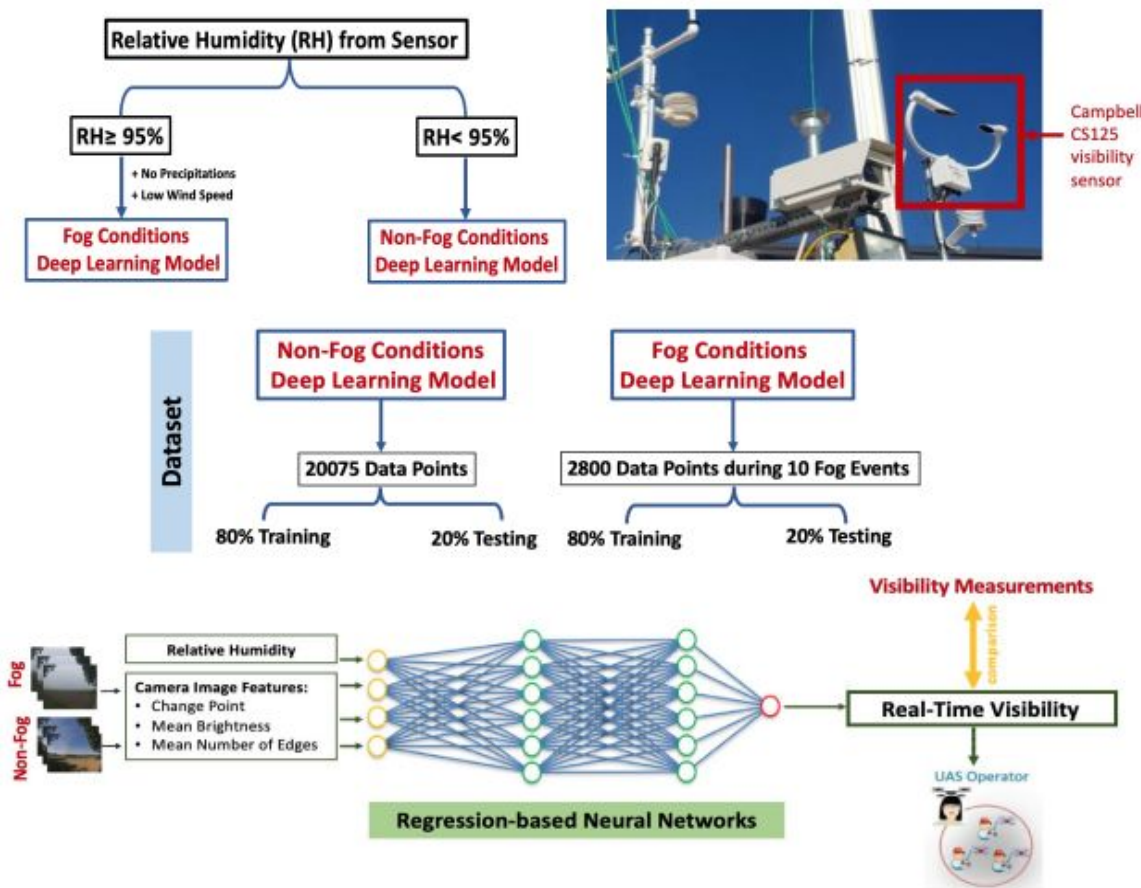 Relative Humidity (RH) from Sensor
RH≥ 95%
RH< 95%
+ No Precipitations
+ Low Wind Speed
Fog Conditions
Deep Learning Model
Non-Fog Conditions
Deep Learning Model
Campbell
CS125
visibility
sensor
Dataset
Non-Fog Conditions
Deep Learning Model
Fog Conditions
Deep Learning Model
20075 Data Points
2800 Data Points during 10 Fog Events
80% Training
20% Testing
80% Training
20% Testing
Visibility Measurements
comparison
Fog
Non-Fog
Relative Humidity
Camera Image Features:
• Change Point
• Mean Brightness
• Mean Number of Edges
Real-Time Visibility
UAS Operator
Regression-based Neural Networks